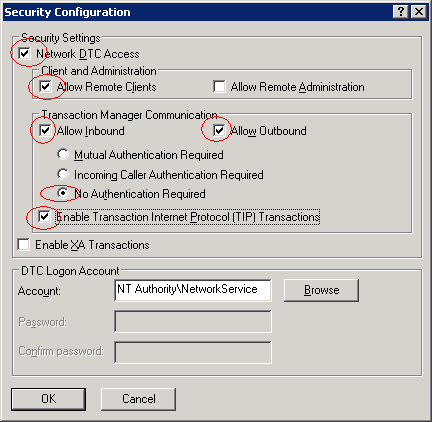 Security Configuration
Security Settings
Network DTC Access
Client and Administration
Allow Remote Clients Allow Remote Administration
Transaction Manager Communication
Allow Inbound Allow Outbound
Mutual Authentication Required
Incoming Caller Authentication Required
No Authentication Required
Enable Transaction Internet Protocol (TIP) Transactions
Enable XA Transactions
DTC Logon Account
Account: NT Authority\NetworkService Browse
Password:
Confirm password:
OK Cancel